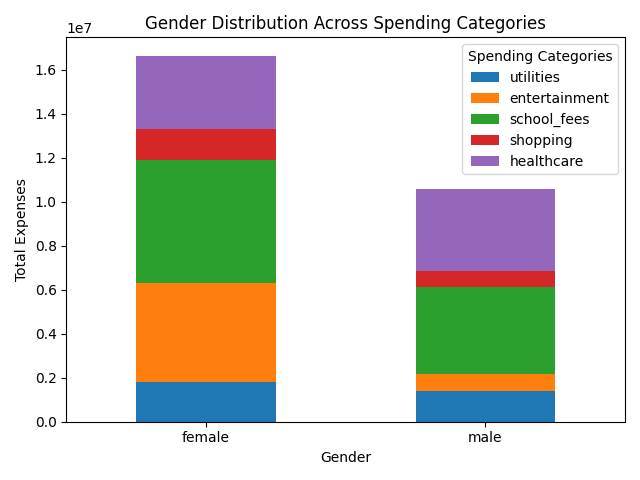 Gender Distribution Across Spending Categories
1e7
Spending Categories
utilities
entertainment
school_fees
shopping
healthcare
Total Expenses
1.6
1.4
1.2
1.0
0.8
0.6
0.4
0.2
0.0
female
male
Gender